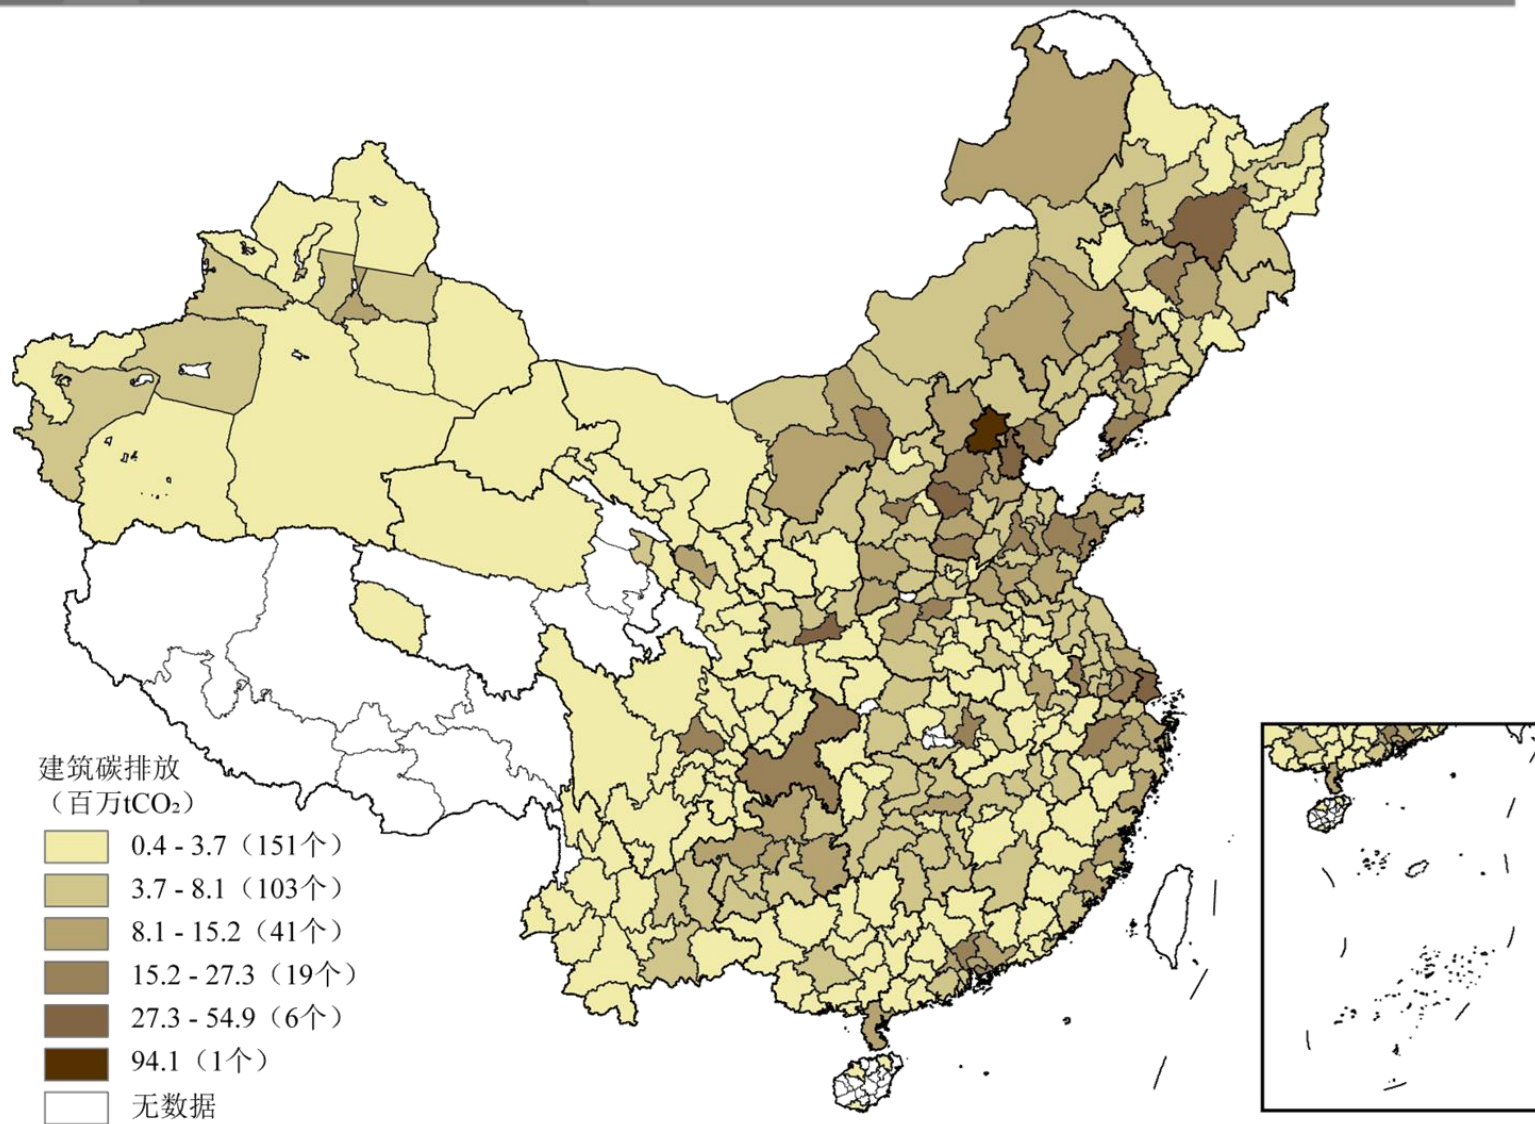 建筑碳排放
（百万tCO₂）
0.4 - 3.7（151个）
3.7 - 8.1（103个）
8.1 - 15.2（41个）
15.2 - 27.3（19个）
27.3 - 54.9（6个）
94.1（1个）
无数据